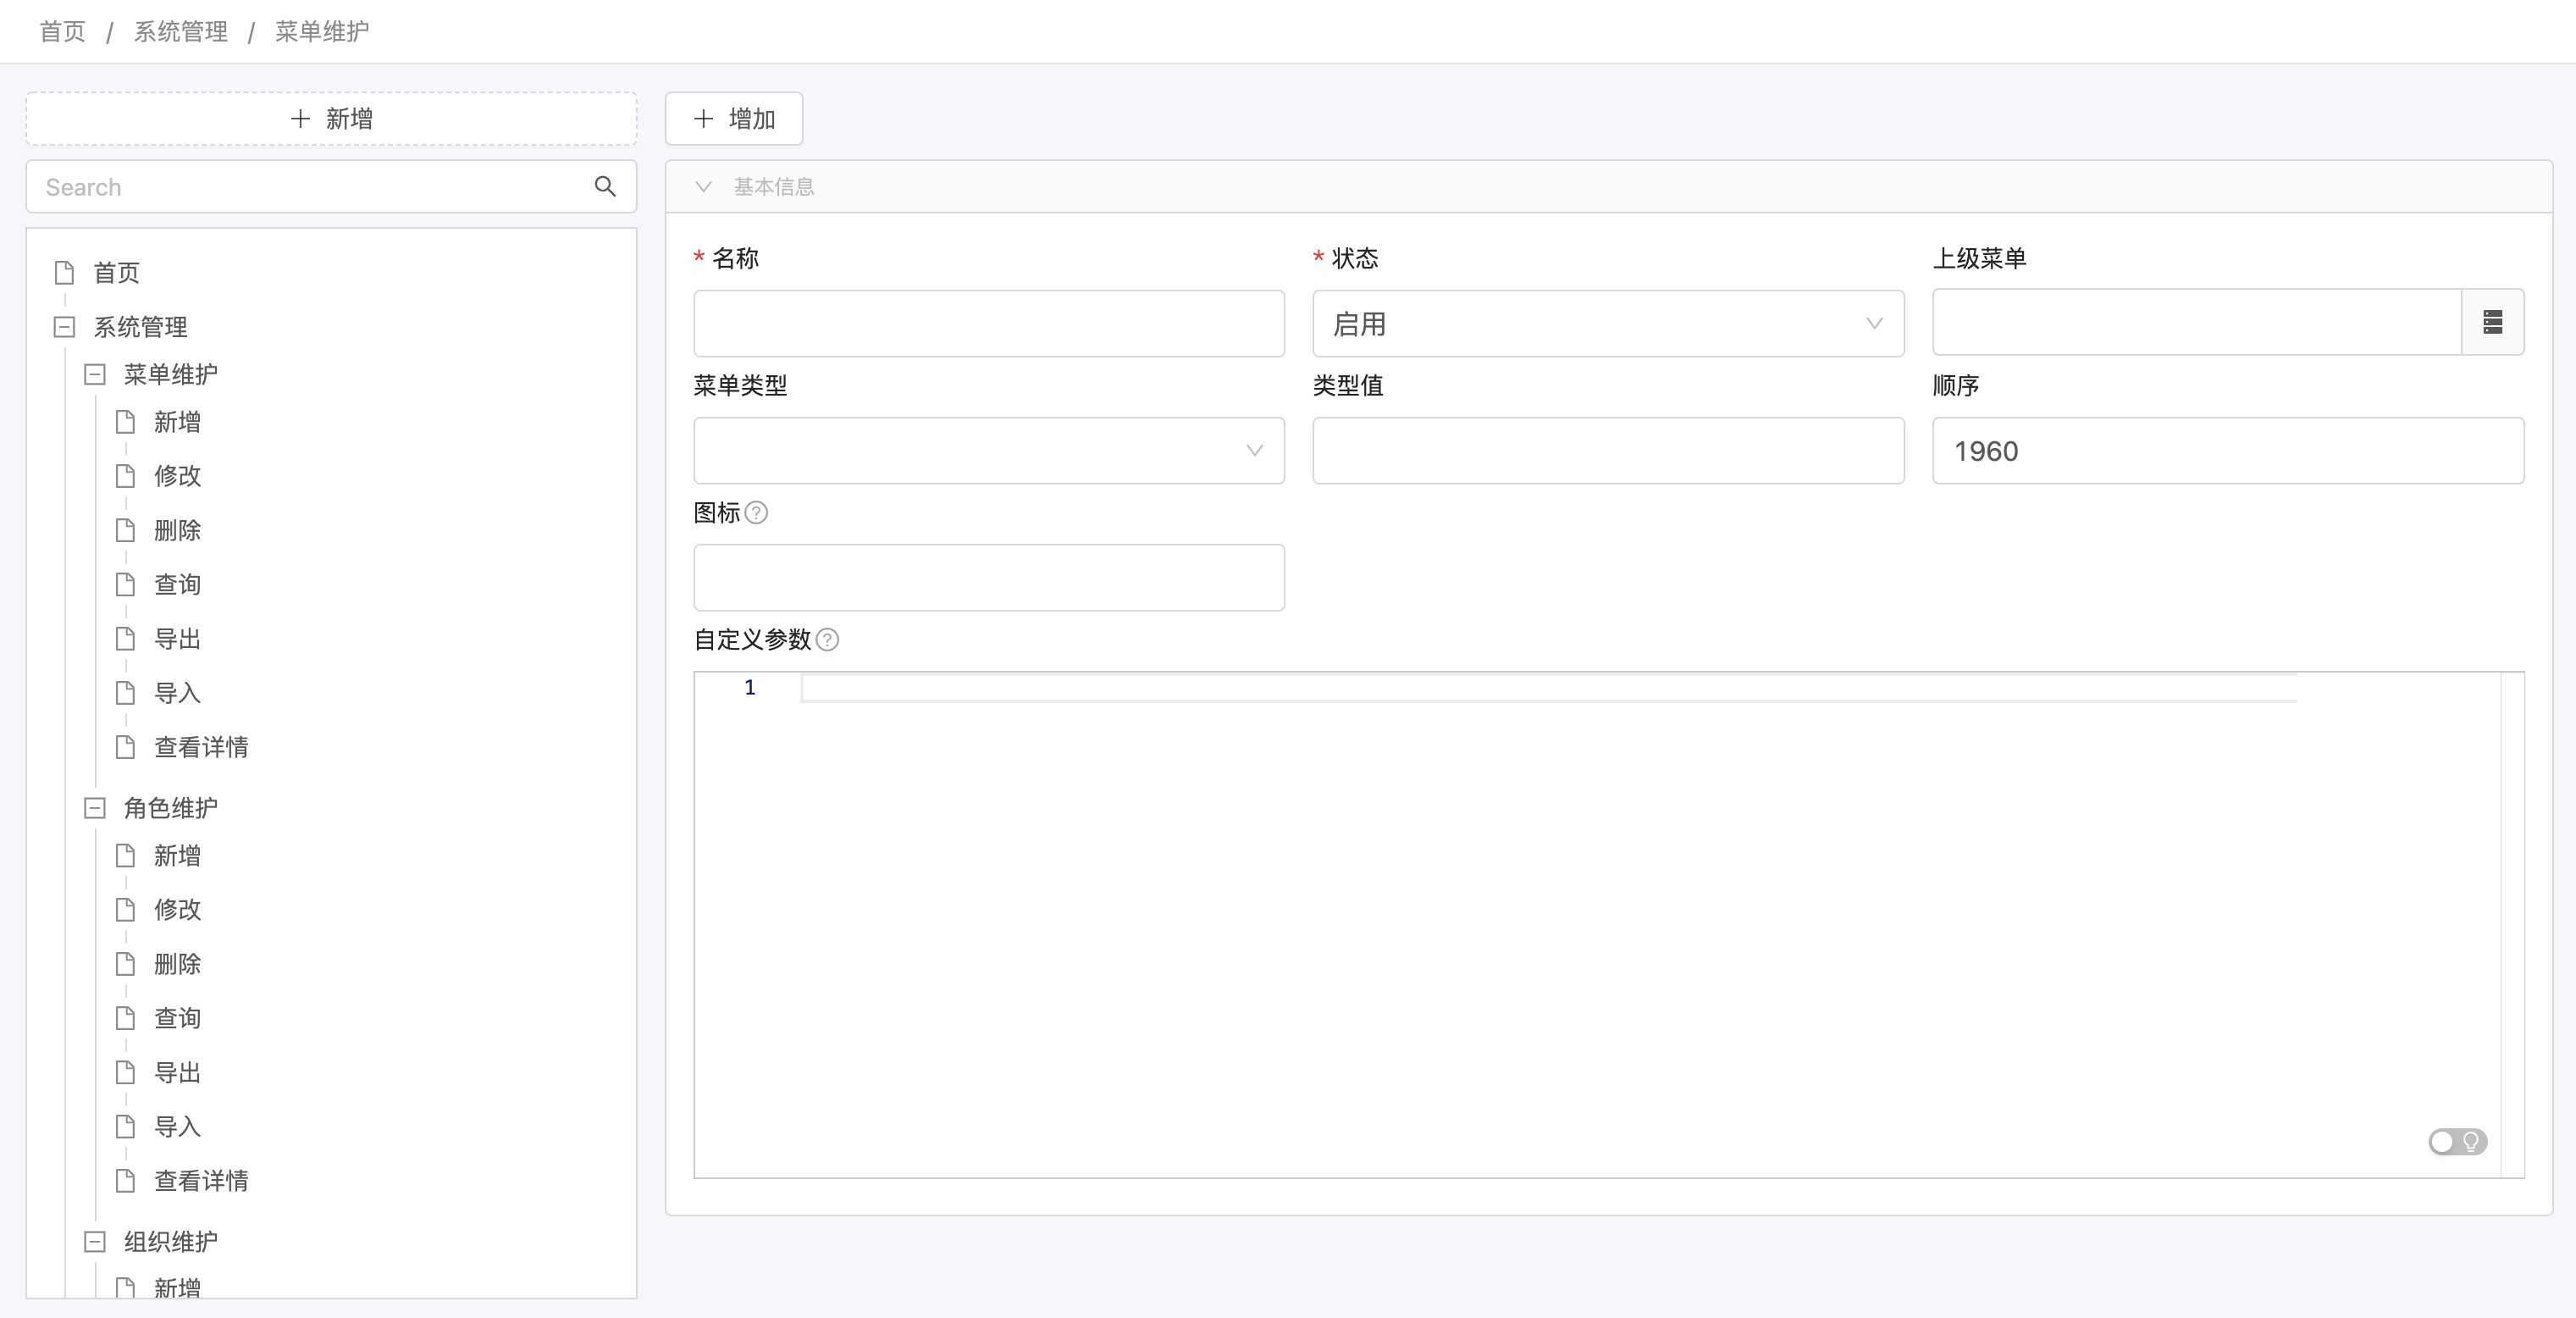 首页 / 系统管理 / 菜单维护
新增
Search
首页
系统管理
菜单维护
新增
修改
删除
查询
导出
导入
查看详情
角色维护
新增
修改
删除
查询
导出
导入
查看详情
组织维护
新增
增加
基本信息
* 名称
* 状态
上级菜单
启用
菜单类型
类型值
顺序
1960
图标
自定义参数
1